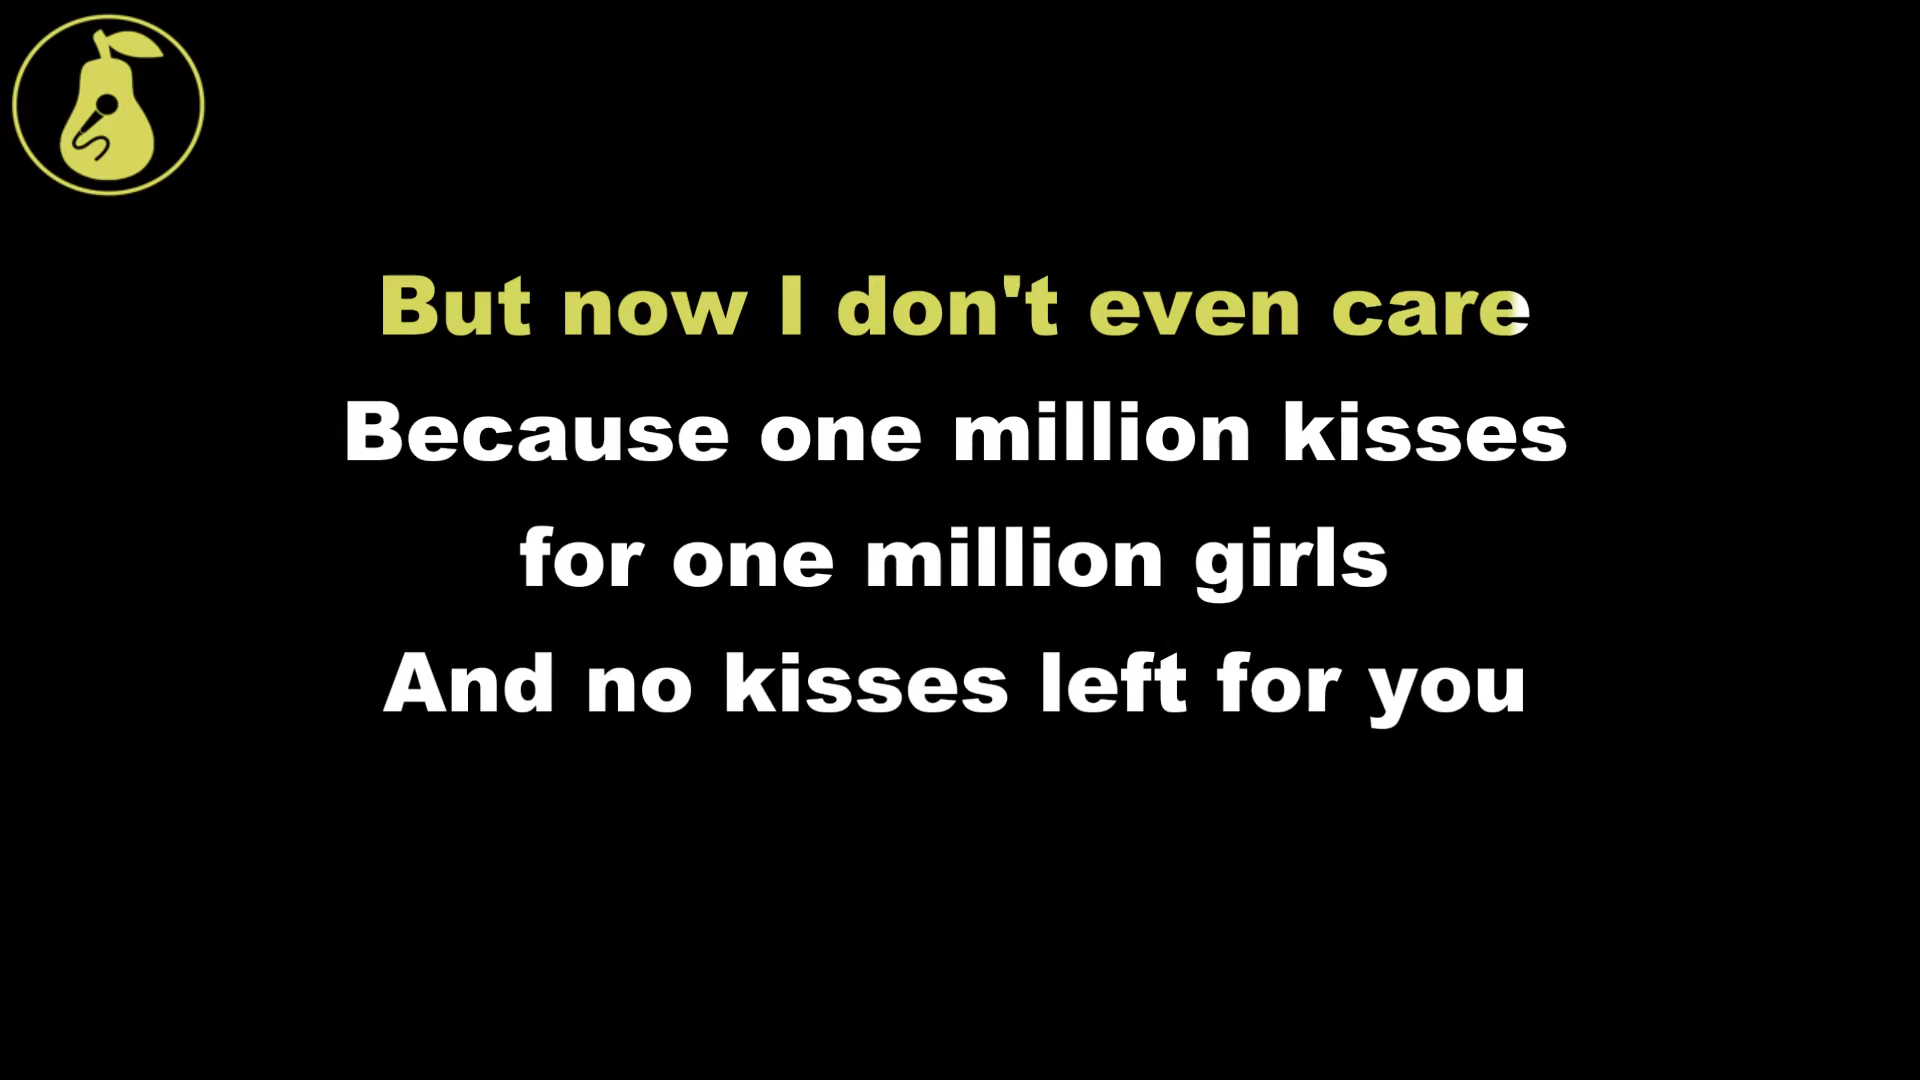 But now I don't even care
Because one million kisses
for one million girls
And no kisses left for you